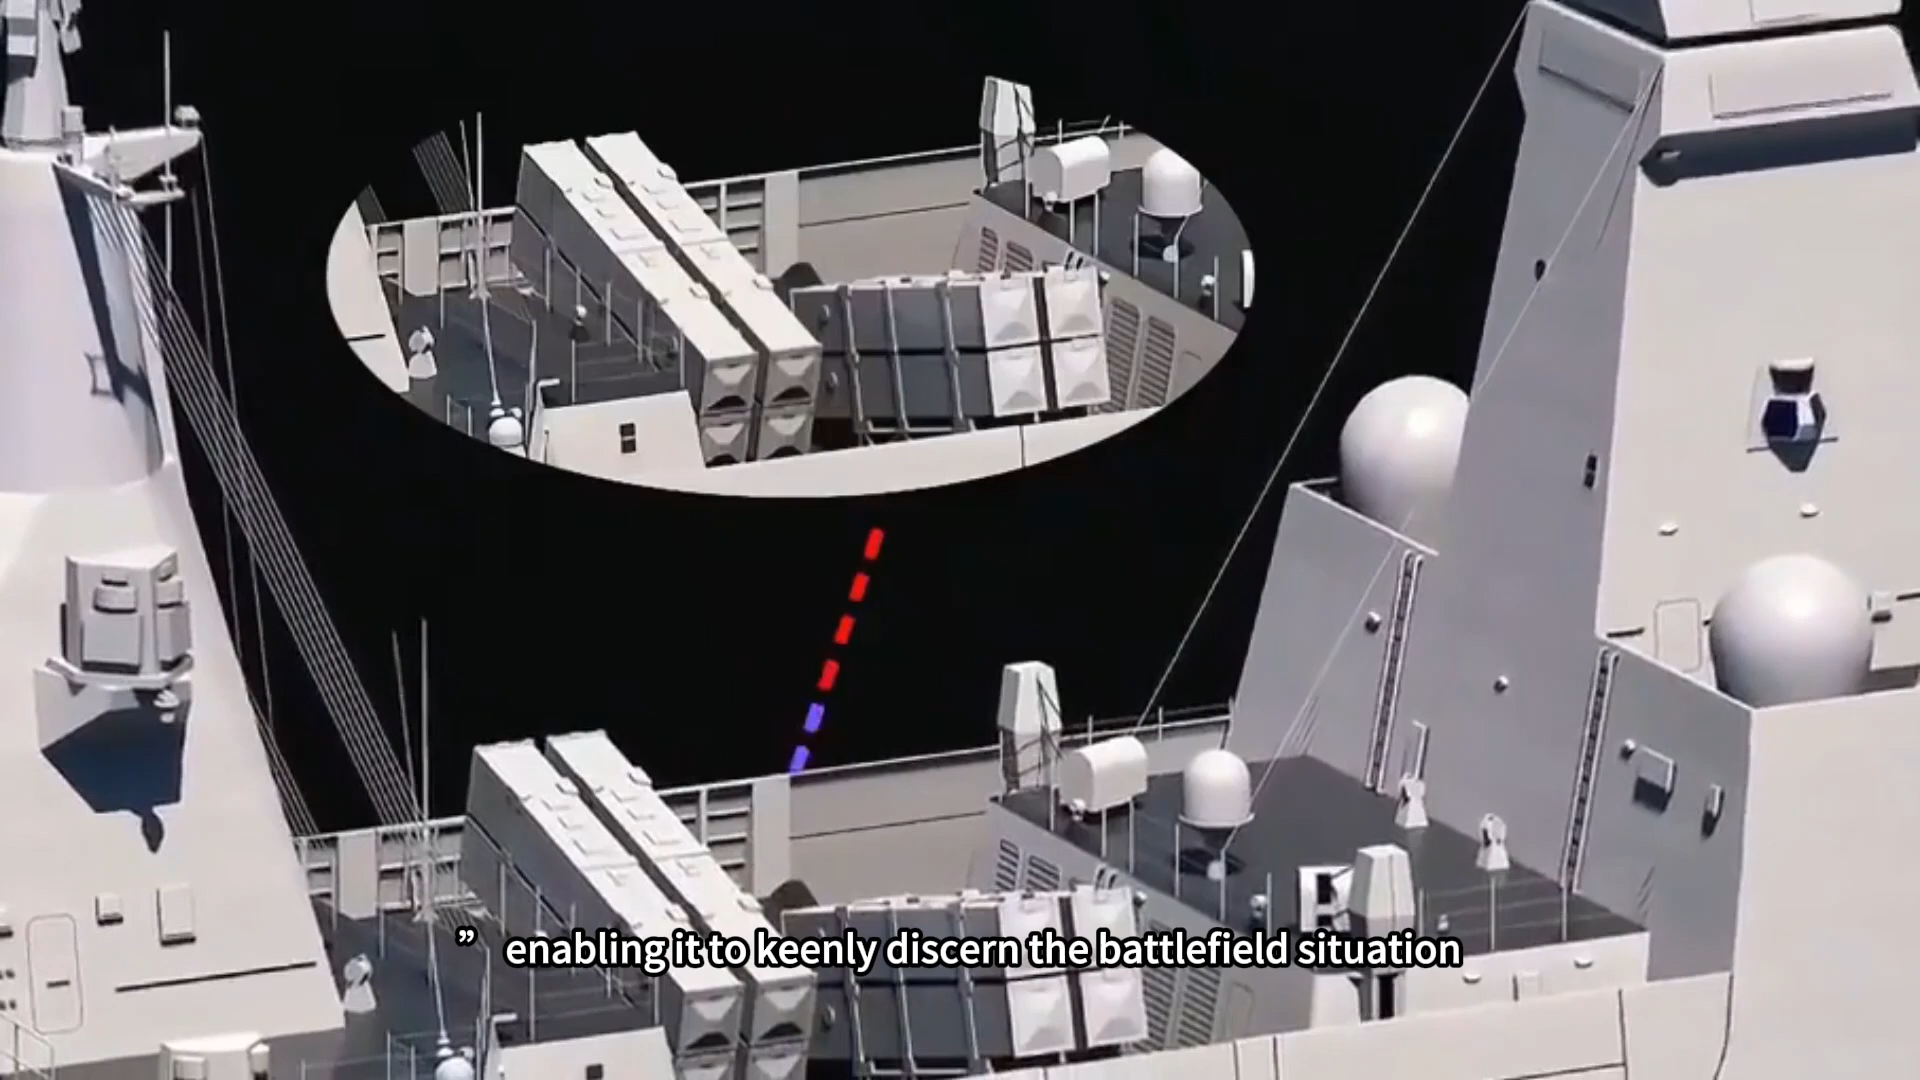 ” enabling it to keenly discern the battlefield situation